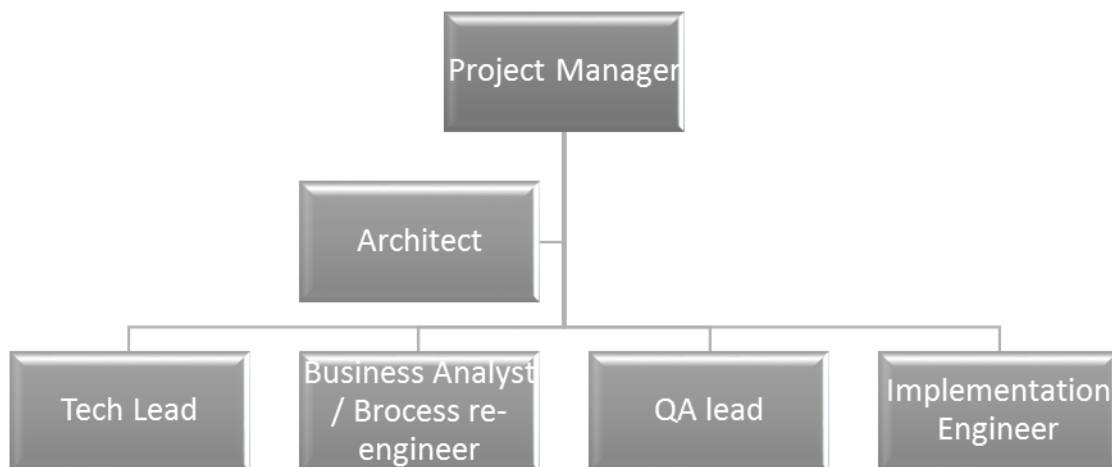 Project Manager
Architect
Tech Lead
Business Analyst
/ Brocess re-
engineer
QA lead
Implementation
Engineer